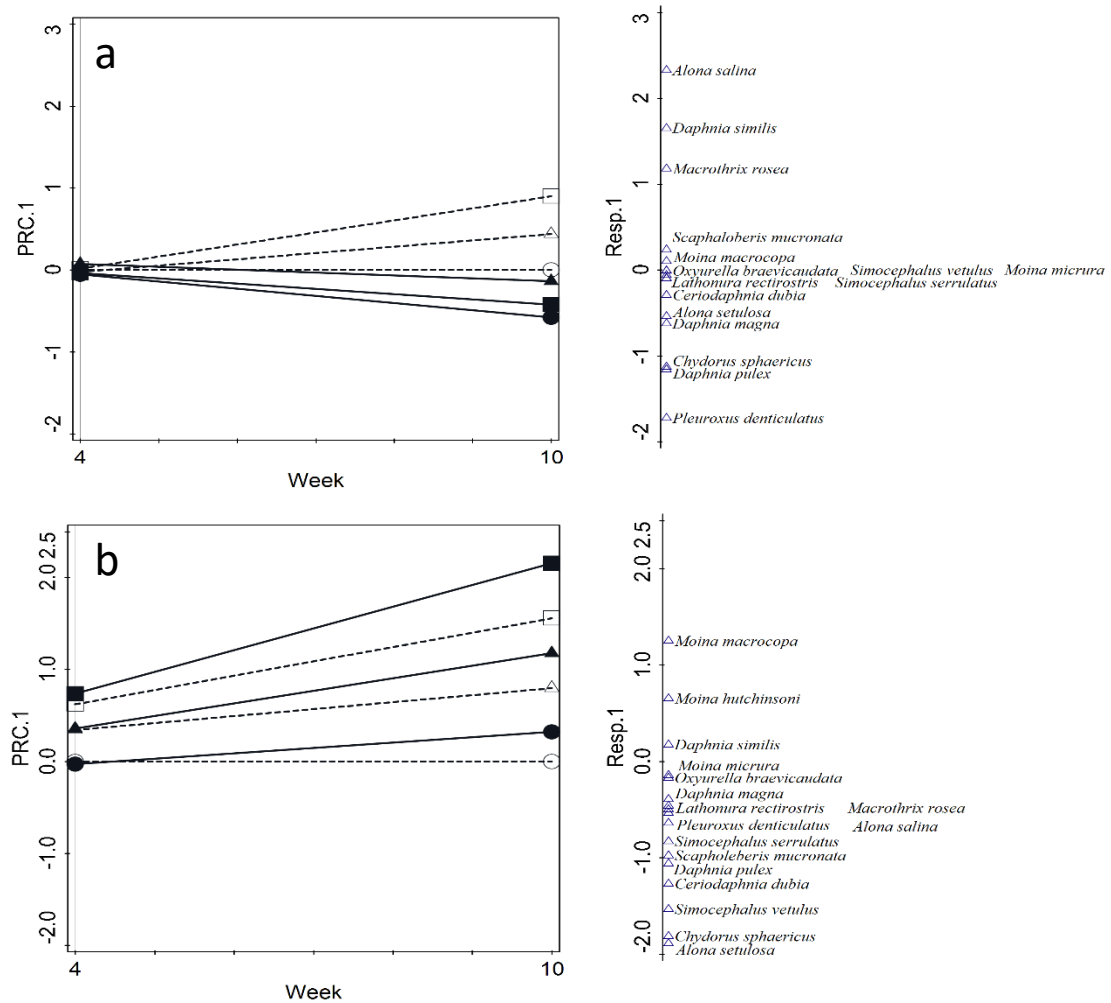 a
3
2
1
0
-1
-2
PRC.1
4
10
Week
3
2
1
0
-1
-2
Resp.1
Alona salina
Daphnia similis
Macrothrix rosea
Scaphaloberis mucronata
Moina macrocopa
Oxyurella braevicaudata Simocephalus vetulus Moina micrura
Lathonura rectirostris Simocephalus serrulatus
Ceriodaphnia dubia
Alona setulosa
Daphnia magna
Chydorus sphaericus
Daphnia pulex
Pleuroxus denticulatus
b
2.5
2.0
1.0
0.0
-1.0
-2.0
PRC.1
4
10
Week
2.5
2.0
1.0
0.0
-1.0
-2.0
Resp.1
Moina macrocopa
Moina hutchinsoni
Daphnia similis
Moina micrura
Oxyurella braevicaudata
Daphnia magna
Lathonura rectirostris Macrothrix rosea
Pleuroxus denticulatus Alona salina
Simocephalus serrulatus
Scapholeberis mucronata
Daphnia pulex
Ceriodaphnia dubia
Simocephalus vetulus
Chydorus sphaericus
Alona setulosa